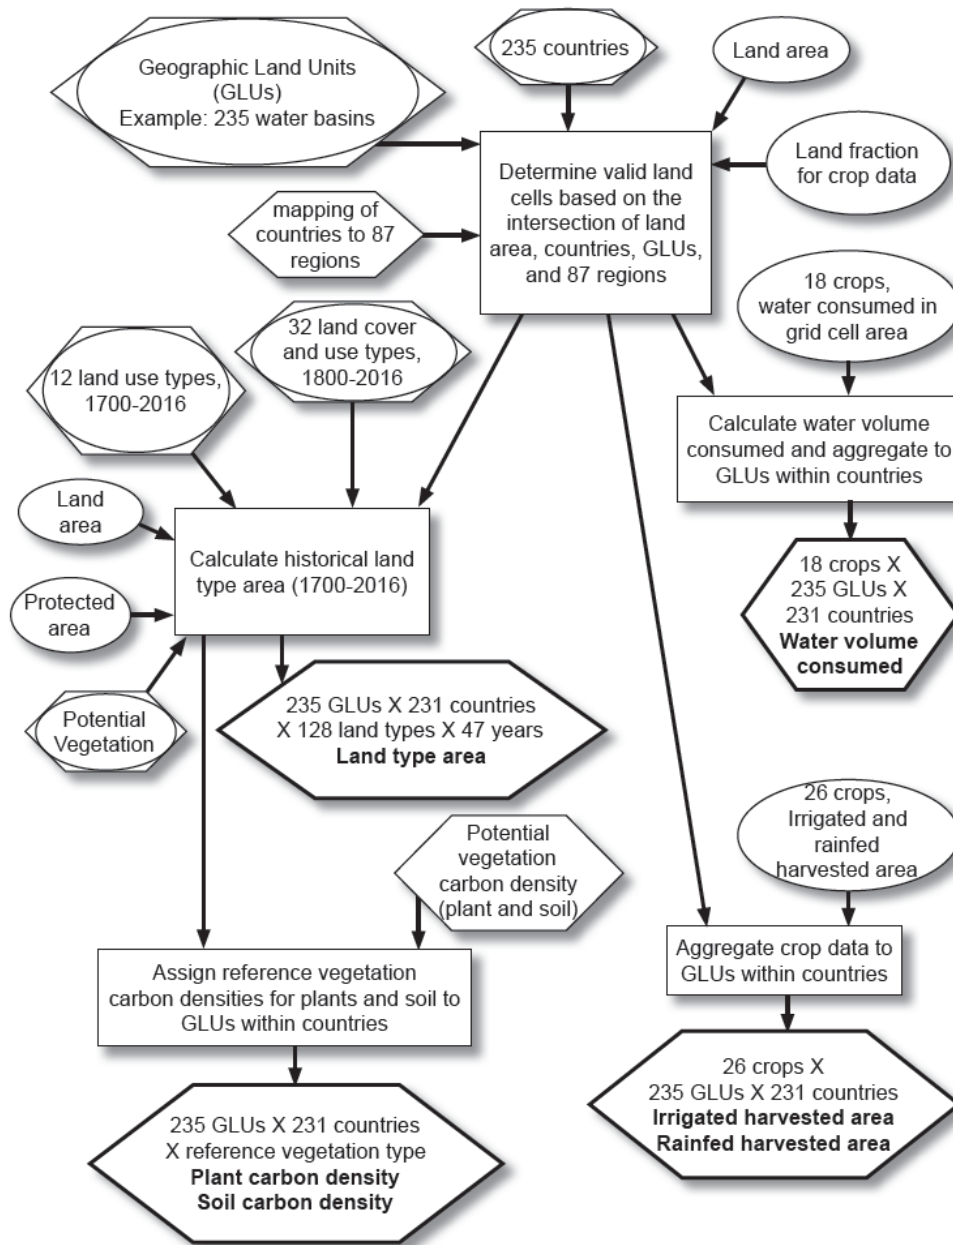 Geographic Land Units
(GLUs)
Example: 235 water basins
235 countries
Land area
Land fraction
for crop data
Determine valid land
cells based on the
intersection of land
area, countries, GLUs,
and 87 regions
mapping of
countries to 87
regions
18 crops,
water consumed in
grid cell area
32 land cover
and use types,
1800-2016
12 land use types,
1700-2016
Calculate water volume
consumed and aggregate to
GLUs within countries
Land
area
Calculate historical land
type area (1700-2016)
Protected
area
18 crops X
235 GLUs X
231 countries
Water volume
consumed
Potential
Vegetation
235 GLUs X 231 countries
X 128 land types X 47 years
Land type area
26 crops,
Irrigated and
rainfed
harvested area
Potential
vegetation
carbon density
(plant and soil)
Aggregate crop data to
GLUs within countries
Assign reference vegetation
carbon densities for plants and soil to
GLUs within countries
26 crops X
235 GLUs X 231 countries
Irrigated harvested area
Rainfed harvested area
235 GLUs X 231 countries
X reference vegetation type
Plant carbon density
Soil carbon density